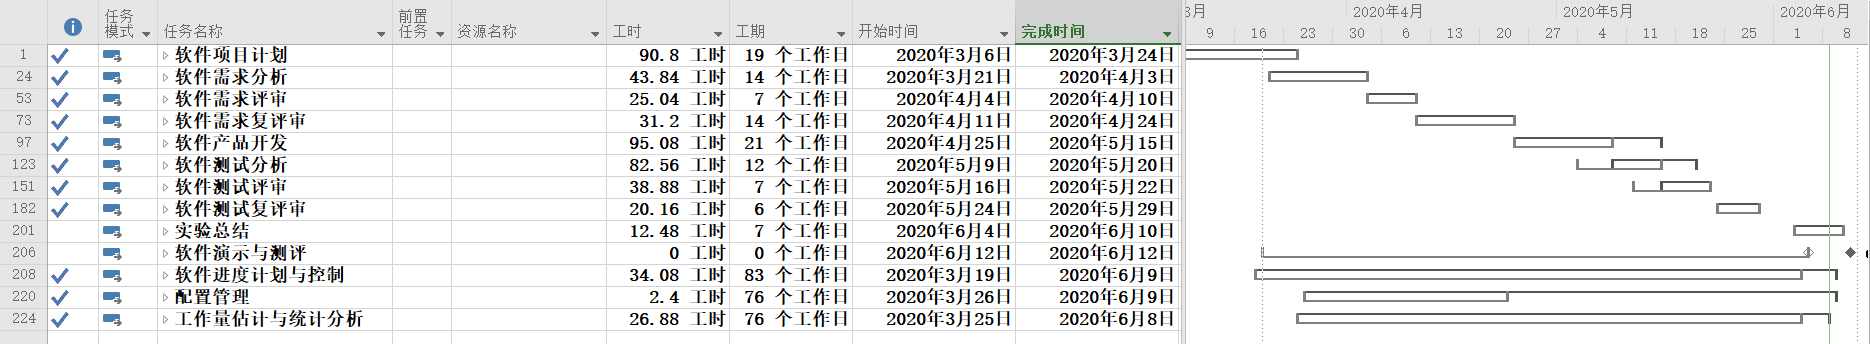 任务模式 任务名称 前置任务 资源名称 工时 工期 开始时间 完成时间 3月 2020年4月 2020年5月 2020年6月
9 16 23 30 6 13 20 27 4 11 18 25 1 8
1 软件项目计划 90.8 工时 19 个工作日 2020年3月6日 2020年3月24日
24 软件需求分析 43.84 工时 14 个工作日 2020年3月21日 2020年4月3日
53 软件需求评审 25.04 工时 7 个工作日 2020年4月4日 2020年4月10日
73 软件需求复评审 31.2 工时 14 个工作日 2020年4月11日 2020年4月24日
97 软件产品开发 95.08 工时 21 个工作日 2020年4月25日 2020年5月15日
123 软件测试分析 82.56 工时 12 个工作日 2020年5月9日 2020年5月20日
151 软件测试评审 38.88 工时 7 个工作日 2020年5月16日 2020年5月22日
182 软件测试复评审 20.16 工时 6 个工作日 2020年5月24日 2020年5月29日
201 实验总结 12.48 工时 7 个工作日 2020年6月4日 2020年6月10日
206 软件演示与测评 0 工时 0 个工作日 2020年6月12日 2020年6月12日
208 软件进度计划与控制 34.08 工时 83 个工作日 2020年3月19日 2020年6月9日
220 配置管理 2.4 工时 76 个工作日 2020年3月26日 2020年6月9日
224 工作量估计与统计分析 26.88 工时 76 个工作日 2020年3月25日 2020年6月8日